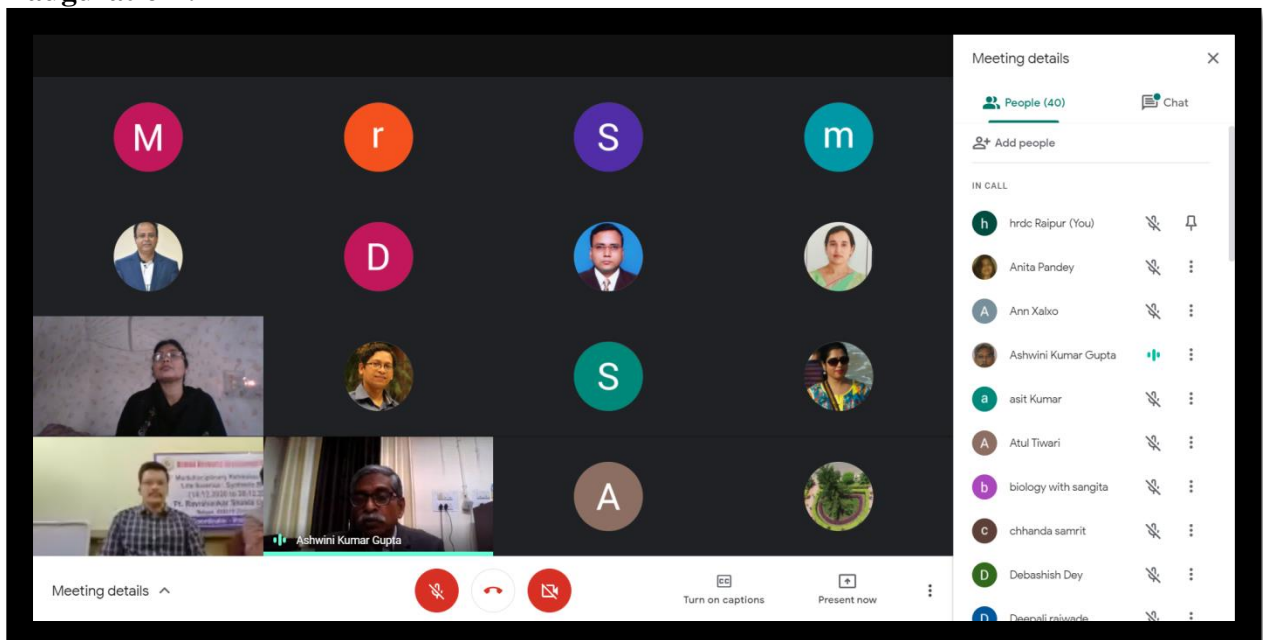 Meeting details
People (40)
Chat
Add people
IN CALL
h
hrdc Raipur (You)
Anita Pandey
A
Ann Xalxo
Ashwini Kumar Gupta
a
asit Kumar
A
Atul Tiwari
b
biology with sangita
c
chhanda samrit
D
Debashish Dey
D
Deepali rajwade
M
r
S
m
D
S
A
Ashwini Kumar Gupta
Meeting details
CC
Turn on captions
Present now